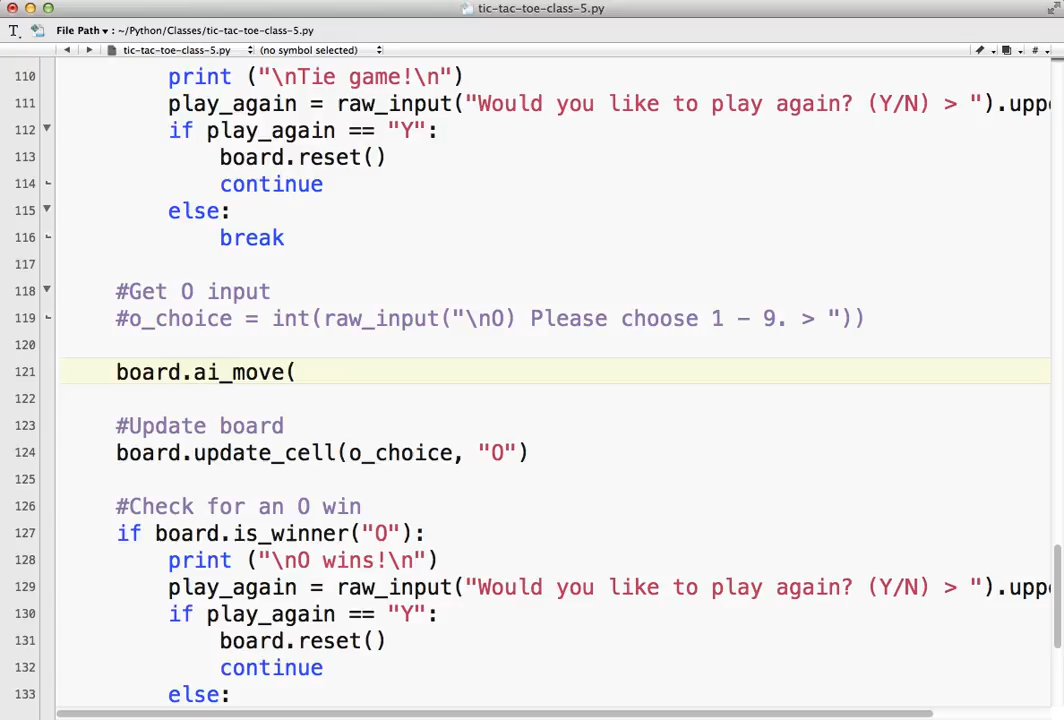 tic-tac-toe-class-5.py
File Path ▾ : ~/Python/Classes/tic-tac-toe-class-5.py
tic-tac-toe-class-5.py (no symbol selected) #
110 print ("\nTie game!\n")
111 play_again = raw_input("Would you like to play again? (Y/N) > ").uppe
112 if play_again == "Y":
113 board.reset()
114 continue
115 else:
116 break
117
118 #Get O input
119 #o_choice = int(raw_input("\nO) Please choose 1 - 9. > "))
120
121 board.ai_move(
122
123 #Update board
124 board.update_cell(o_choice, "O")
125
126 #Check for an O win
127 if board.is_winner("O"):
128 print ("\nO wins!\n")
129 play_again = raw_input("Would you like to play again? (Y/N) > ").uppe
130 if play_again == "Y":
131 board.reset()
132 continue
133 else: